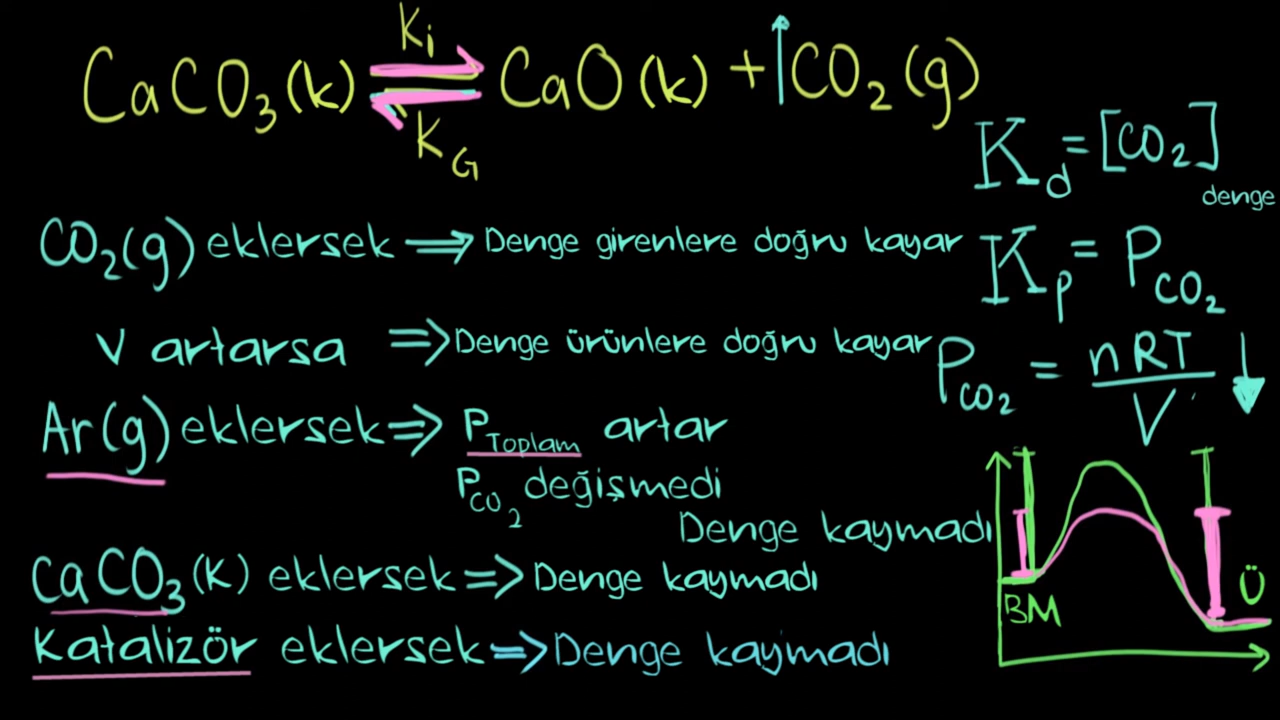 Kİ
CaCO₃(k) ⇌ CaO(k) + CO₂(g)
KG
Kd = [CO₂]denge
CO₂(g) eklersek ⇒ Denge girenlere doğru kayar
Kp = PCO₂
V artarsa ⇒ Denge ürünlere doğru kayar
PCO₂ = nRT/V ↓
Ar(g) eklersek ⇒ PToplam artar
PCO₂ değişmedi
Denge kaymadı
CaCO₃(k) eklersek ⇒ Denge kaymadı
BM
Ü
Katalizör eklersek ⇒ Denge kaymadı